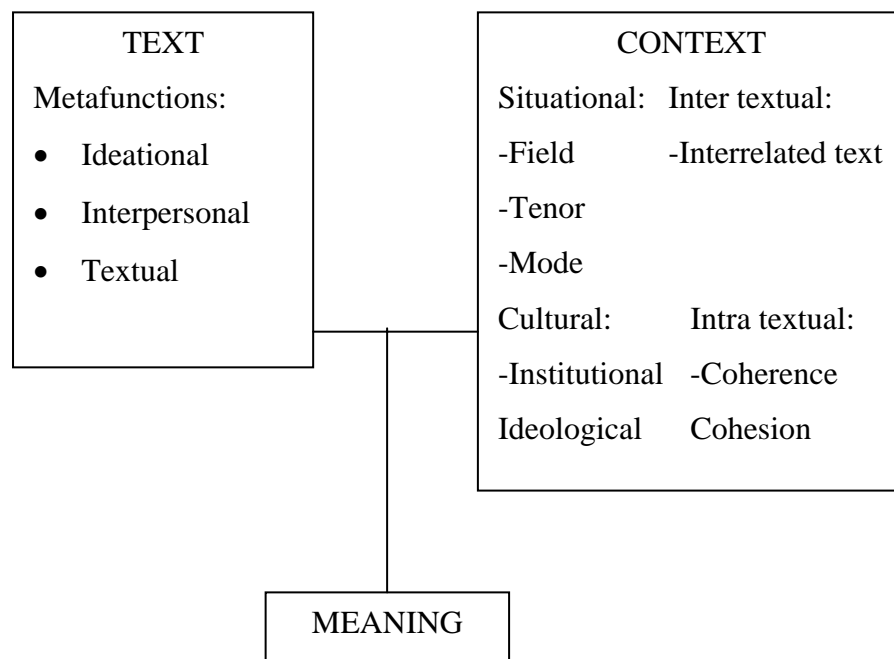 TEXT
Metafunctions:
• Ideational
• Interpersonal
• Textual
CONTEXT
Situational: Inter textual:
-Field -Interrelated text
-Tenor
-Mode
Cultural: Intra textual:
-Institutional -Coherence
Ideological Cohesion
MEANING